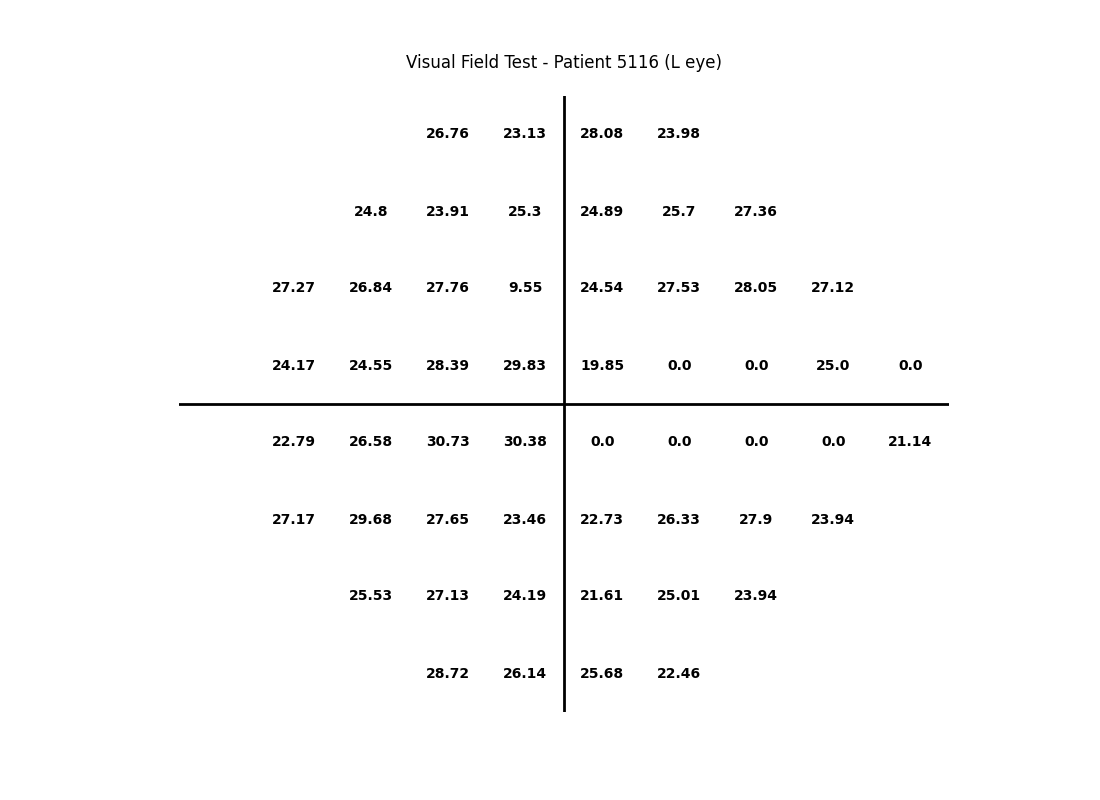 Visual Field Test - Patient 5116 (L eye)
26.76 23.13 28.08 23.98
24.8 23.91 25.3 24.89 25.7 27.36
27.27 26.84 27.76 9.55 24.54 27.53 28.05 27.12
24.17 24.55 28.39 29.83 19.85 0.0 0.0 25.0 0.0
22.79 26.58 30.73 30.38 0.0 0.0 0.0 0.0 21.14
27.17 29.68 27.65 23.46 22.73 26.33 27.9 23.94
25.53 27.13 24.19 21.61 25.01 23.94
28.72 26.14 25.68 22.46